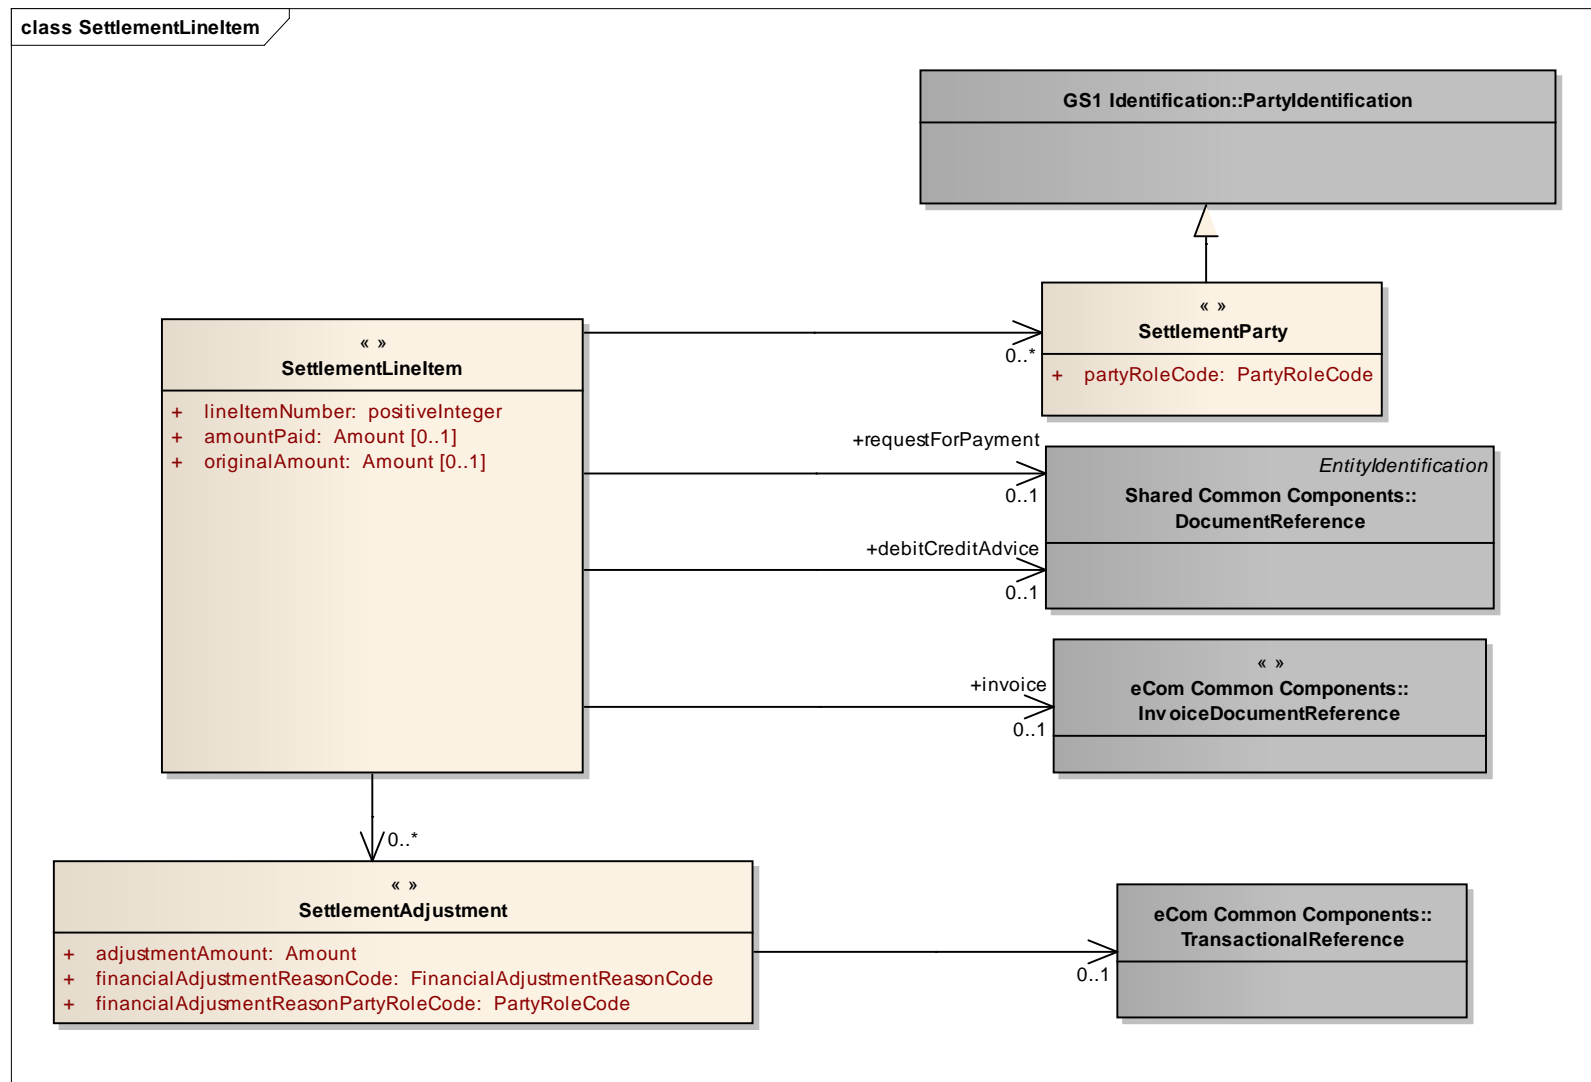 class SettlementLineItem
GS1 Identification::PartyIdentification
« »
SettlementParty
+ partyRoleCode: PartyRoleCode
0..*
« »
SettlementLineItem
+ lineItemNumber: positiveInteger
+ amountPaid: Amount [0..1]
+ originalAmount: Amount [0..1]
+requestForPayment
0..1
EntityIdentification
Shared Common Components::
DocumentReference
+debitCreditAdvice
0..1
+invoice
0..1
« »
eCom Common Components::
InvoiceDocumentReference
0..*
« »
SettlementAdjustment
+ adjustmentAmount: Amount
+ financialAdjustmentReasonCode: FinancialAdjustmentReasonCode
+ financialAdjusmentReasonPartyRoleCode: PartyRoleCode
0..1
eCom Common Components::
TransactionalReference